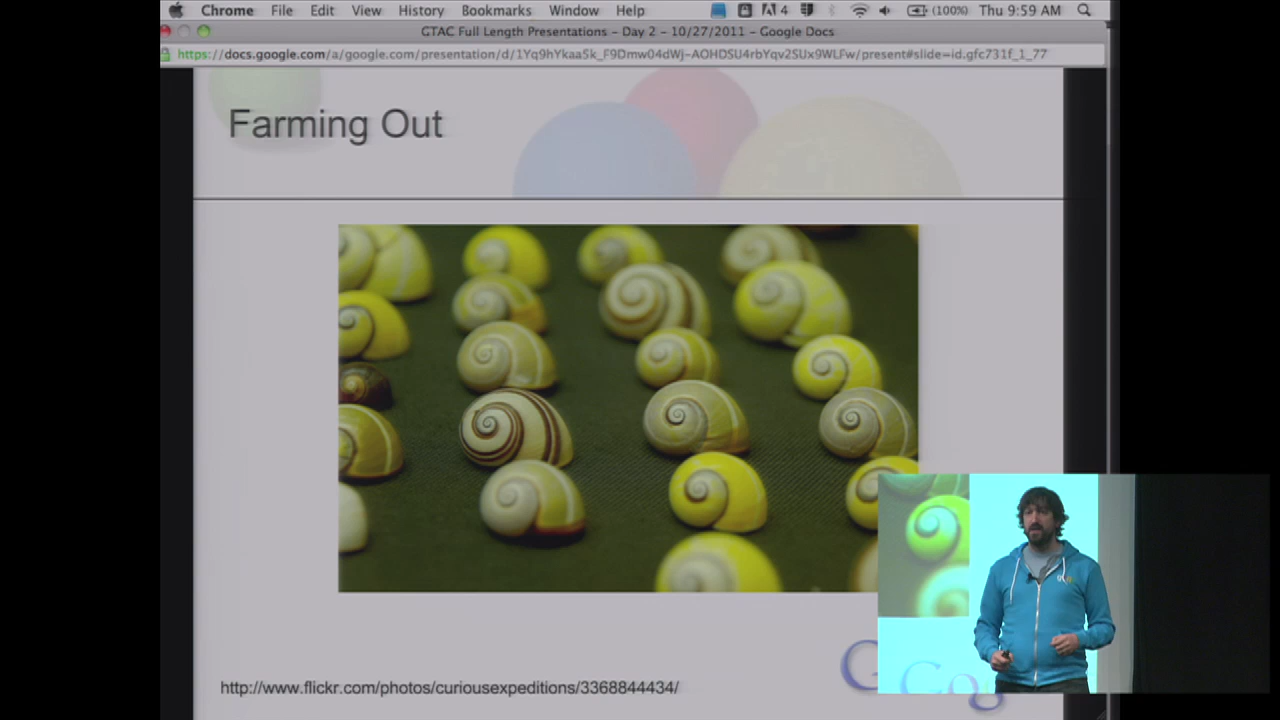 Chrome File Edit View History Bookmarks Window Help 4 (100%) Thu 9:59 AM
GTAC Full Length Presentations - Day 2 - 10/27/2011 - Google Docs
https://docs.google.com/a/google.com/presentation/d/1Yq9hYkaa5k_F9Dmw04dWj-AOHDSU4rbYqv2SUx9WLFw/present#slide=id.gfc731f_1_77
Farming Out
http://www.flickr.com/photos/curiousexpeditions/3368844434/